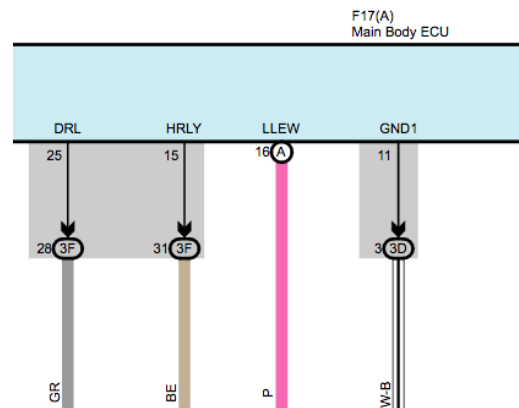 F17(A)
Main Body ECU
DRL HRLY LLEW GND1
25 15 16 A 11
28 3F 31 3F 3 3D
GR BE P W-B